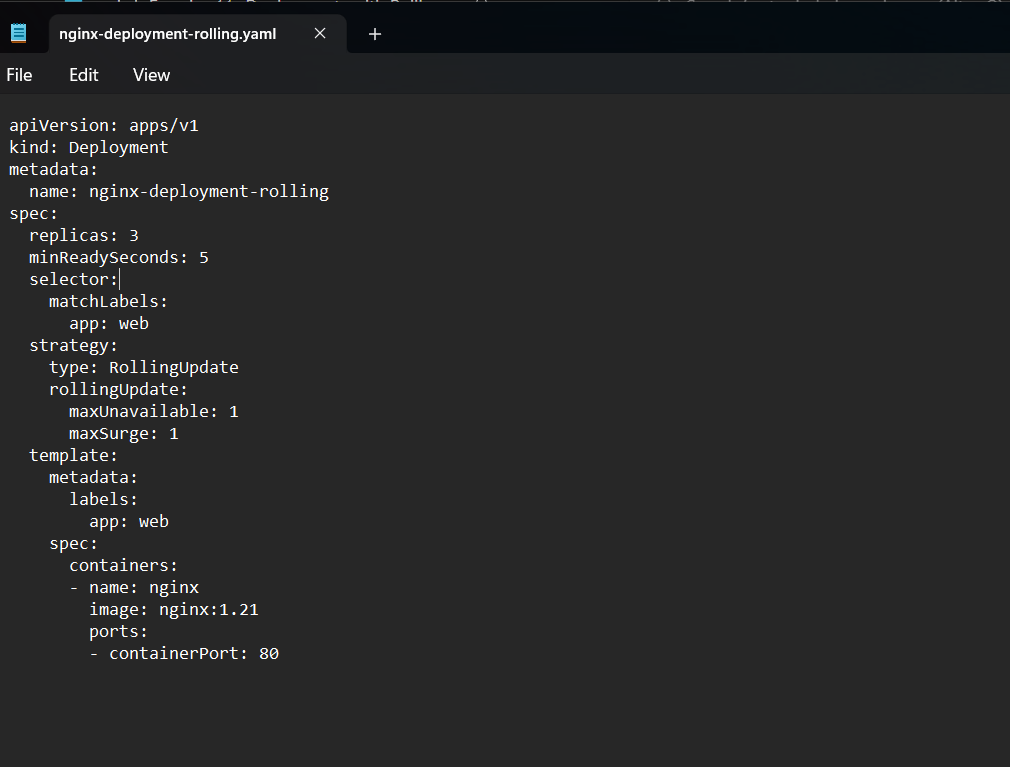 nginx-deployment-rolling.yaml
File Edit View
apiVersion: apps/v1
kind: Deployment
metadata:
  name: nginx-deployment-rolling
spec:
  replicas: 3
  minReadySeconds: 5
  selector:
    matchLabels:
      app: web
  strategy:
    type: RollingUpdate
    rollingUpdate:
      maxUnavailable: 1
      maxSurge: 1
  template:
    metadata:
      labels:
        app: web
    spec:
      containers:
      - name: nginx
        image: nginx:1.21
        ports:
        - containerPort: 80